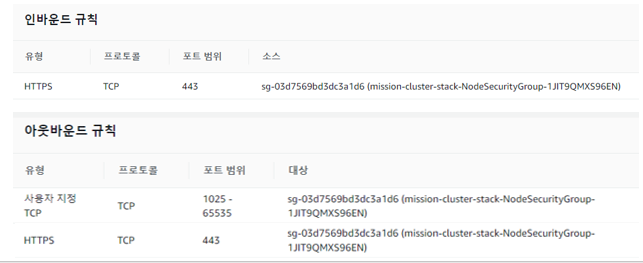 인바운드 규칙
유형 프로토콜 포트 범위 소스
HTTPS TCP 443 sg-03d7569bd3dc3a1d6 (mission-cluster-stack-NodeSecurityGroup-1JIT9QMXS96EN)
아웃바운드 규칙
유형 프로토콜 포트 범위 대상
사용자 지정 TCP 1025 - sg-03d7569bd3dc3a1d6 (mission-cluster-stack-NodeSecurityGroup-
TCP 65535 1JIT9QMXS96EN)
HTTPS TCP 443 sg-03d7569bd3dc3a1d6 (mission-cluster-stack-NodeSecurityGroup-
1JIT9QMXS96EN)